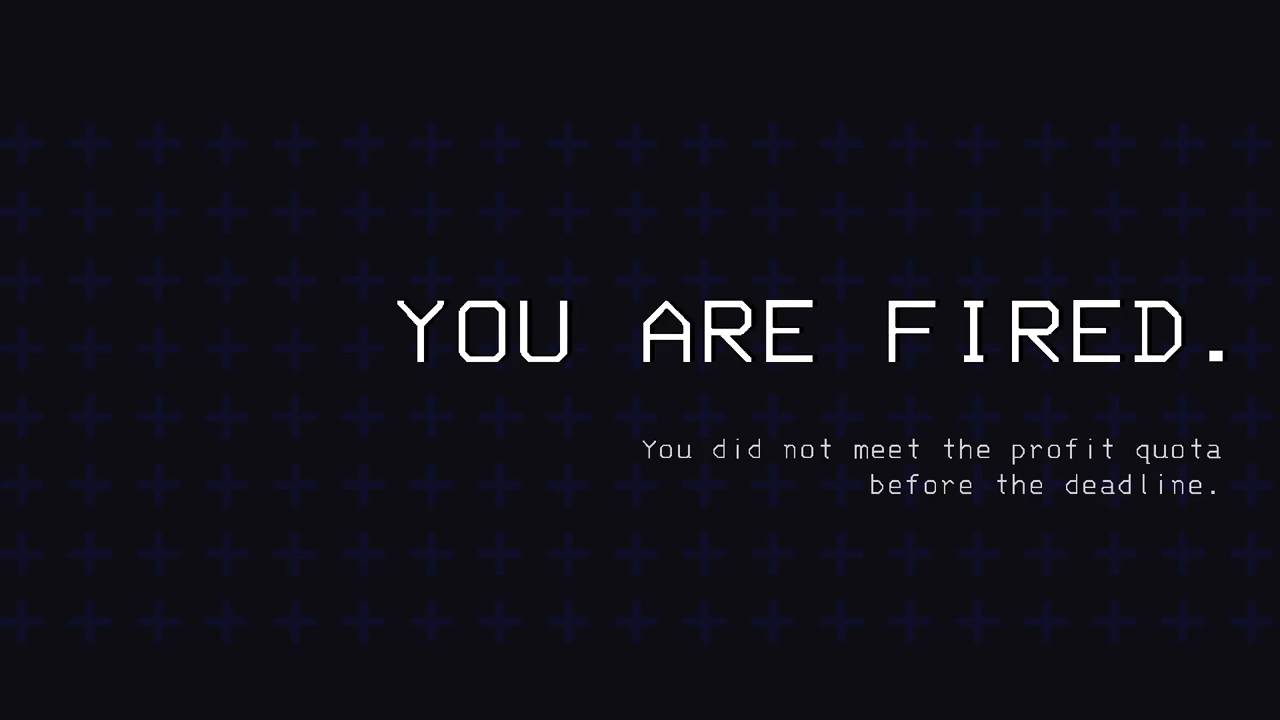 YOU ARE FIRED.
You did not meet the profit quota
before the deadline.